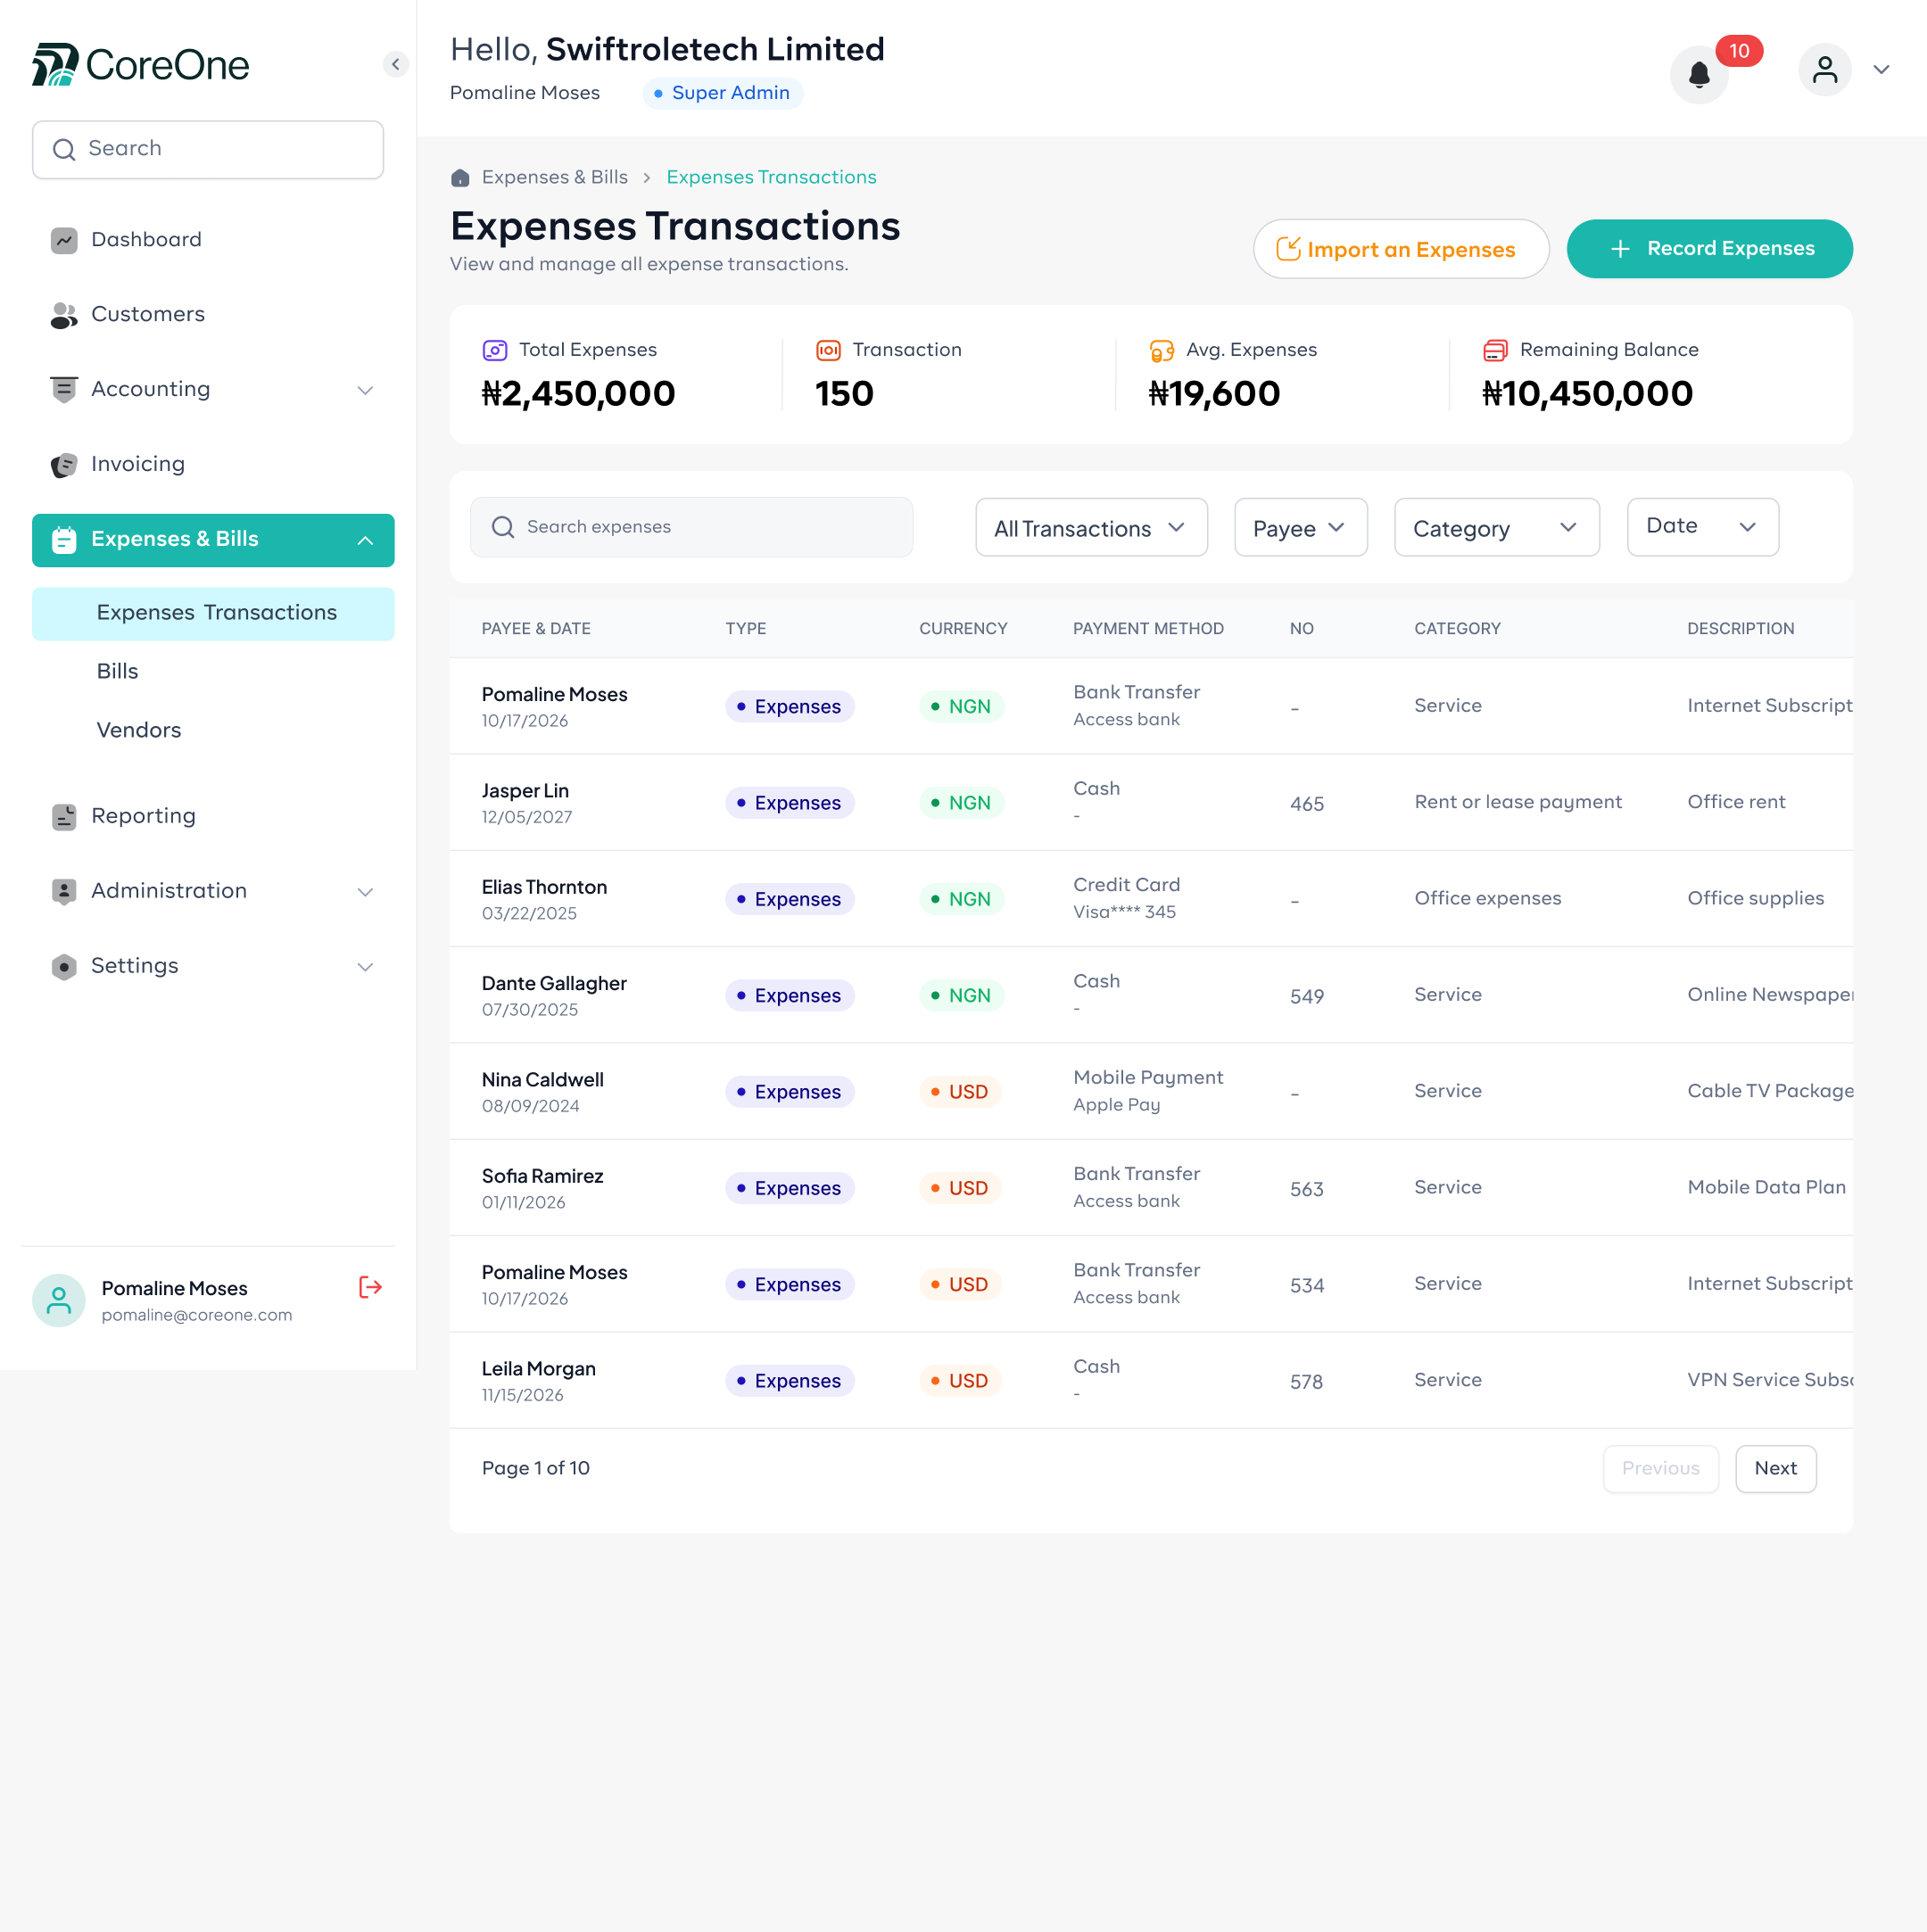 CoreOne
Search
Dashboard
Customers
Accounting
Invoicing
Expenses & Bills
Expenses Transactions
Bills
Vendors
Reporting
Administration
Settings
Pomaline Moses
pomaline@coreone.com
Hello, Swiftroletech Limited
Pomaline Moses Super Admin
10
Expenses & Bills > Expenses Transactions
Expenses Transactions
View and manage all expense transactions.
Import an Expenses
+ Record Expenses
Total Expenses
₦2,450,000
Transaction
150
Avg. Expenses
₦19,600
Remaining Balance
₦10,450,000
Search expenses
All Transactions
Payee
Category
Date
PAYEE & DATE TYPE CURRENCY PAYMENT METHOD NO CATEGORY DESCRIPTION
Pomaline Moses
10/17/2026
Expenses
NGN
Bank Transfer
Access bank
-
Service
Internet Subscript
Jasper Lin
12/05/2027
Expenses
NGN
Cash
-
465
Rent or lease payment
Office rent
Elias Thornton
03/22/2025
Expenses
NGN
Credit Card
Visa**** 345
-
Office expenses
Office supplies
Dante Gallagher
07/30/2025
Expenses
NGN
Cash
-
549
Service
Online Newspaper
Nina Caldwell
08/09/2024
Expenses
USD
Mobile Payment
Apple Pay
-
Service
Cable TV Package
Sofia Ramirez
01/11/2026
Expenses
USD
Bank Transfer
Access bank
563
Service
Mobile Data Plan
Pomaline Moses
10/17/2026
Expenses
USD
Bank Transfer
Access bank
534
Service
Internet Subscript
Leila Morgan
11/15/2026
Expenses
USD
Cash
-
578
Service
VPN Service Subsc
Page 1 of 10
Previous
Next